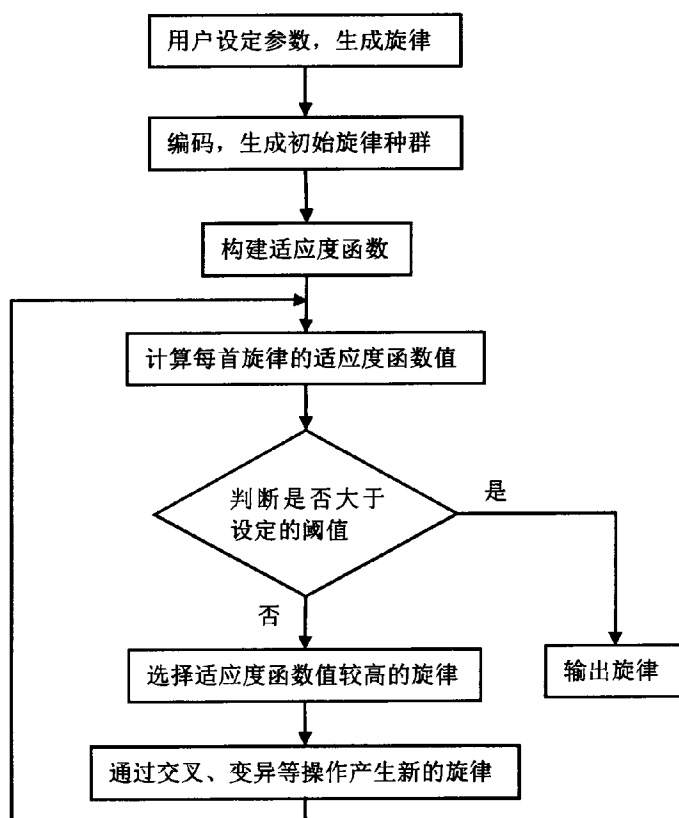 用户设定参数，生成旋律
编码，生成初始旋律种群
构建适应度函数
计算每首旋律的适应度函数值
判断是否大于
设定的阈值
是
否
选择适应度函数值较高的旋律
输出旋律
通过交叉、变异等操作产生新的旋律